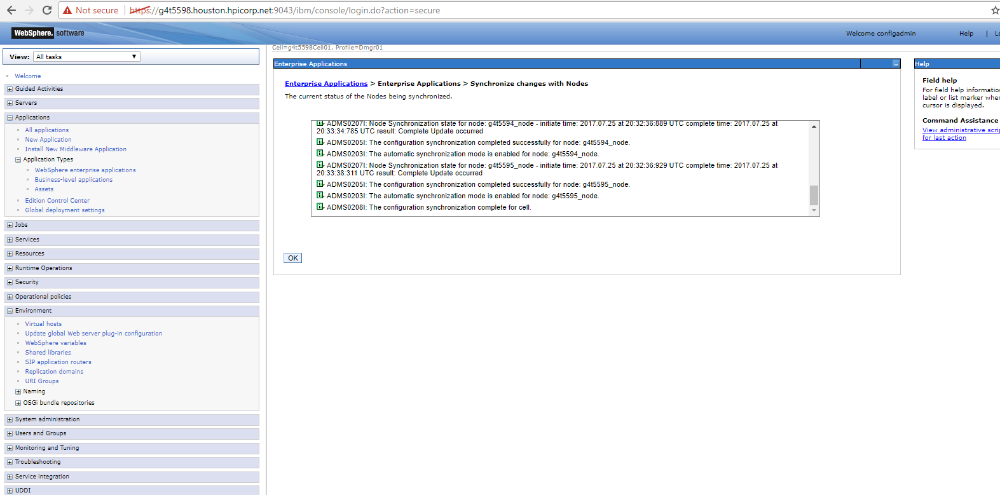 Not secure | https://g4t5598.houston.hpicorp.net:9043/ibm/console/login.do?action=secure
WebSphere. software
Welcome configadmin
Help | Lo
View: All tasks
Cell=g4t5598Cell01, Profile=Dmgr01
Welcome
Guided Activities
Servers
Applications
All applications
New Application
Install New Middleware Application
Application Types
WebSphere enterprise applications
Business-level applications
Assets
Edition Control Center
Global deployment settings
Jobs
Services
Resources
Runtime Operations
Security
Operational policies
Environment
Virtual hosts
Update global Web server plug-in configuration
WebSphere variables
Shared libraries
SIP application routers
Replication domains
URI Groups
Naming
OSGi bundle repositories
System administration
Users and Groups
Monitoring and Tuning
Troubleshooting
Service integration
UDDI
Enterprise Applications
Enterprise Applications > Enterprise Applications > Synchronize changes with Nodes
The current status of the Nodes being synchronized.
ADMS0207I: Node Synchronization state for node: g4t5594_node - initiate time: 2017.07.25 at 20:32:36:889 UTC complete time: 2017.07.25 at
20:33:34:785 UTC result: Complete Update occurred
ADMS0205I: The configuration synchronization completed successfully for node: g4t5594_node.
ADMS0203I: The automatic synchronization mode is enabled for node: g4t5594_node.
ADMS0207I: Node Synchronization state for node: g4t5595_node - initiate time: 2017.07.25 at 20:32:36:929 UTC complete time: 2017.07.25 at
20:33:38:311 UTC result: Complete Update occurred
ADMS0205I: The configuration synchronization completed successfully for node: g4t5595_node.
ADMS0203I: The automatic synchronization mode is enabled for node: g4t5595_node.
ADMS0208I: The configuration synchronization complete for cell.
OK
Help
Field help
For field help informatio
label or list marker whe
cursor is displayed.
Command Assistance
View administrative scri
for last action